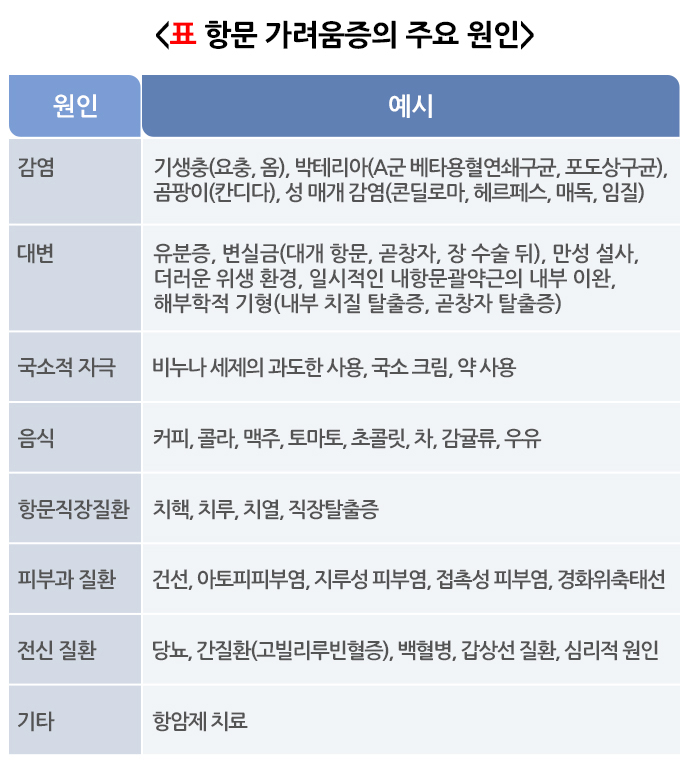 <표 항문 가려움증의 주요 원인>
원인 예시
감염 기생충(요충, 옴), 박테리아(A군 베타용혈연쇄구균, 포도상구균),
곰팡이(칸디다), 성 매개 감염(콘딜로마, 헤르페스, 매독, 임질)
대변 유분증, 변실금(대개 항문, 곧창자, 장 수술 뒤), 만성 설사,
더러운 위생 환경, 일시적인 내항문괄약근의 내부 이완,
해부학적 기형(내부 치질 탈출증, 곧창자 탈출증)
국소적 자극 비누나 세제의 과도한 사용, 국소 크림, 약 사용
음식 커피, 콜라, 맥주, 토마토, 초콜릿, 차, 감귤류, 우유
항문직장질환 치핵, 치루, 치열, 직장탈출증
피부과 질환 건선, 아토피피부염, 지루성 피부염, 접촉성 피부염, 경화위축태선
전신 질환 당뇨, 간질환(고빌리루빈혈증), 백혈병, 갑상선 질환, 심리적 원인
기타 항암제 치료